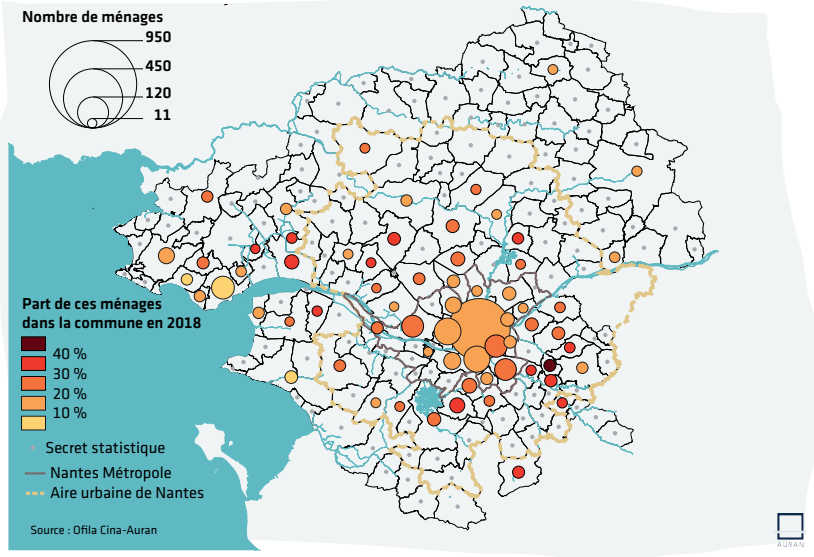 Nombre de ménages
950
450
120
11
Part de ces ménages
dans la commune en 2018
40 %
30 %
20 %
10 %
Secret statistique
Nantes Métropole
Aire urbaine de Nantes
Source : Ofila Cina-Auran
AURAN